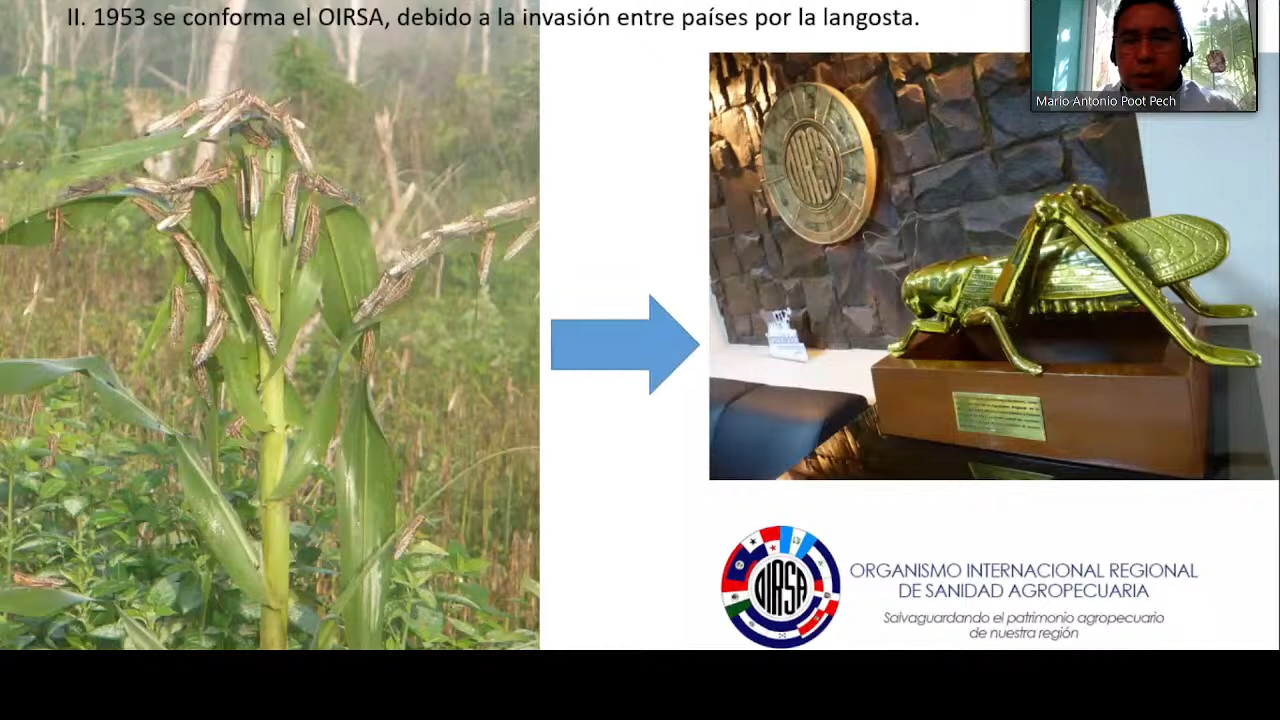 II. 1953 se conforma el OIRSA, debido a la invasión entre países por la langosta.
Mario Antonio Poot Pech
OIRSA
OIRSA
ORGANISMO INTERNACIONAL REGIONAL
DE SANIDAD AGROPECUARIA
Salvaguardando el patrimonio agropecuario
de nuestra región